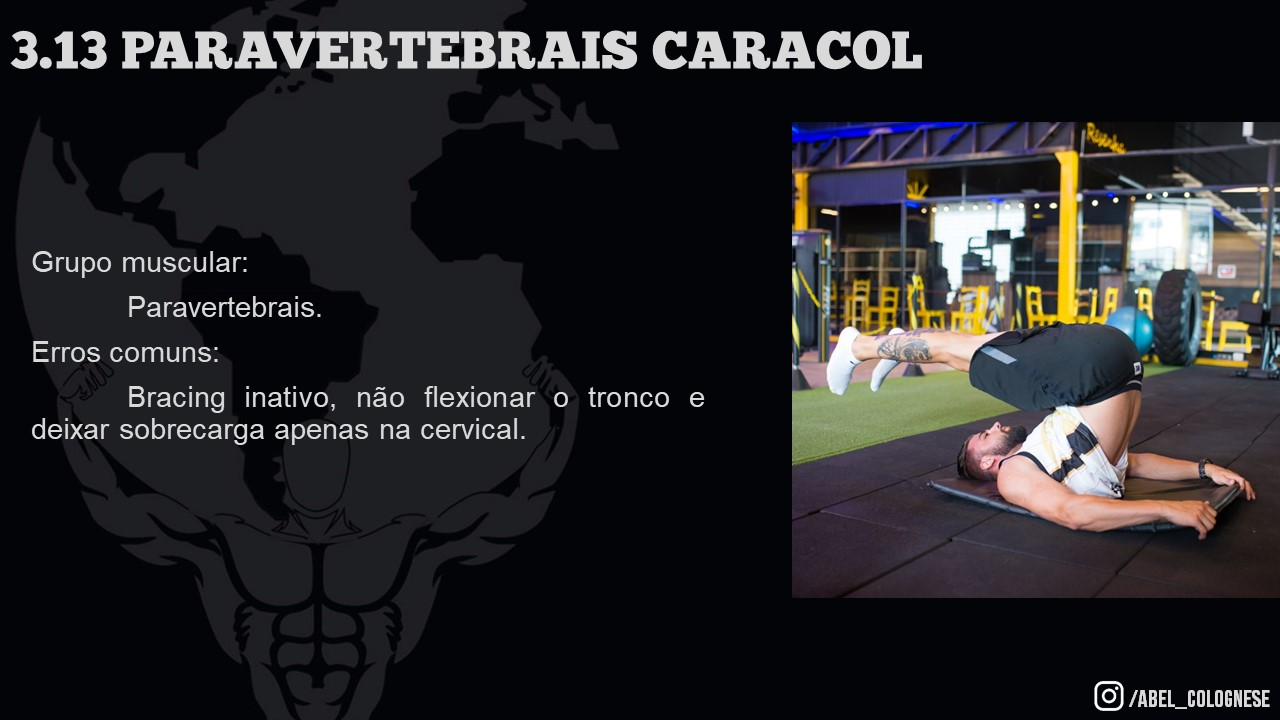 3.13 PARAVERTEBRAIS CARACOL
Grupo muscular:
Paravertebrais.
Erros comuns:
Bracing inativo, não flexionar o tronco e
deixar sobrecarga apenas na cervical.
/ABEL_COLOGNESE